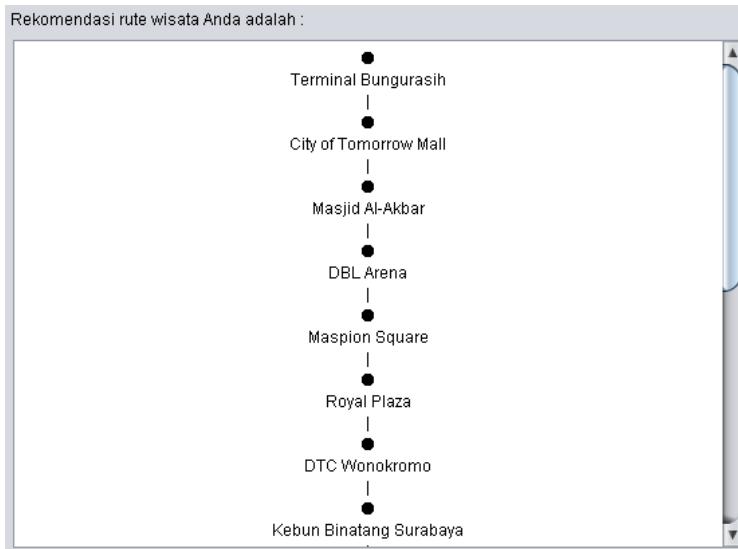 Rekomendasi rute wisata Anda adalah :
Terminal Bungurasih
|
City of Tomorrow Mall
|
Masjid Al-Akbar
|
DBL Arena
|
Maspion Square
|
Royal Plaza
|
DTC Wonokromo
|
Kebun Binatang Surabaya